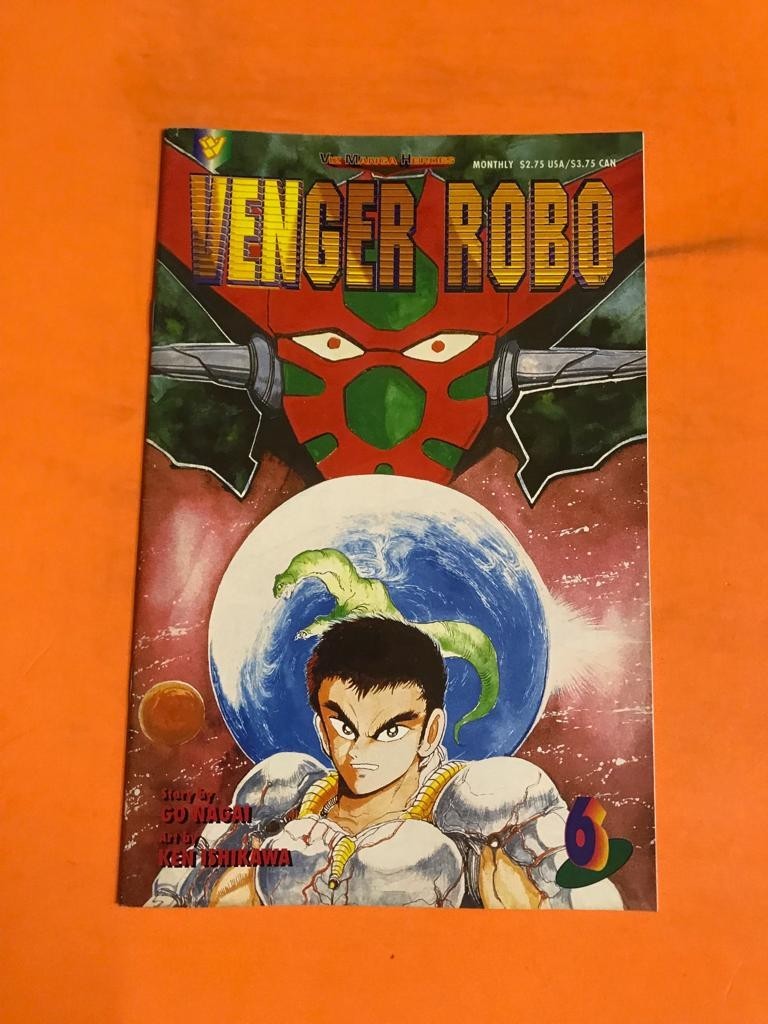 VIZ MANGA HEROES
MONTHLY $2.75 USA/$3.75 CAN
VENGER ROBO
TM
Story by
GO NAGAI
Art by
KEN ISHIKAWA
6